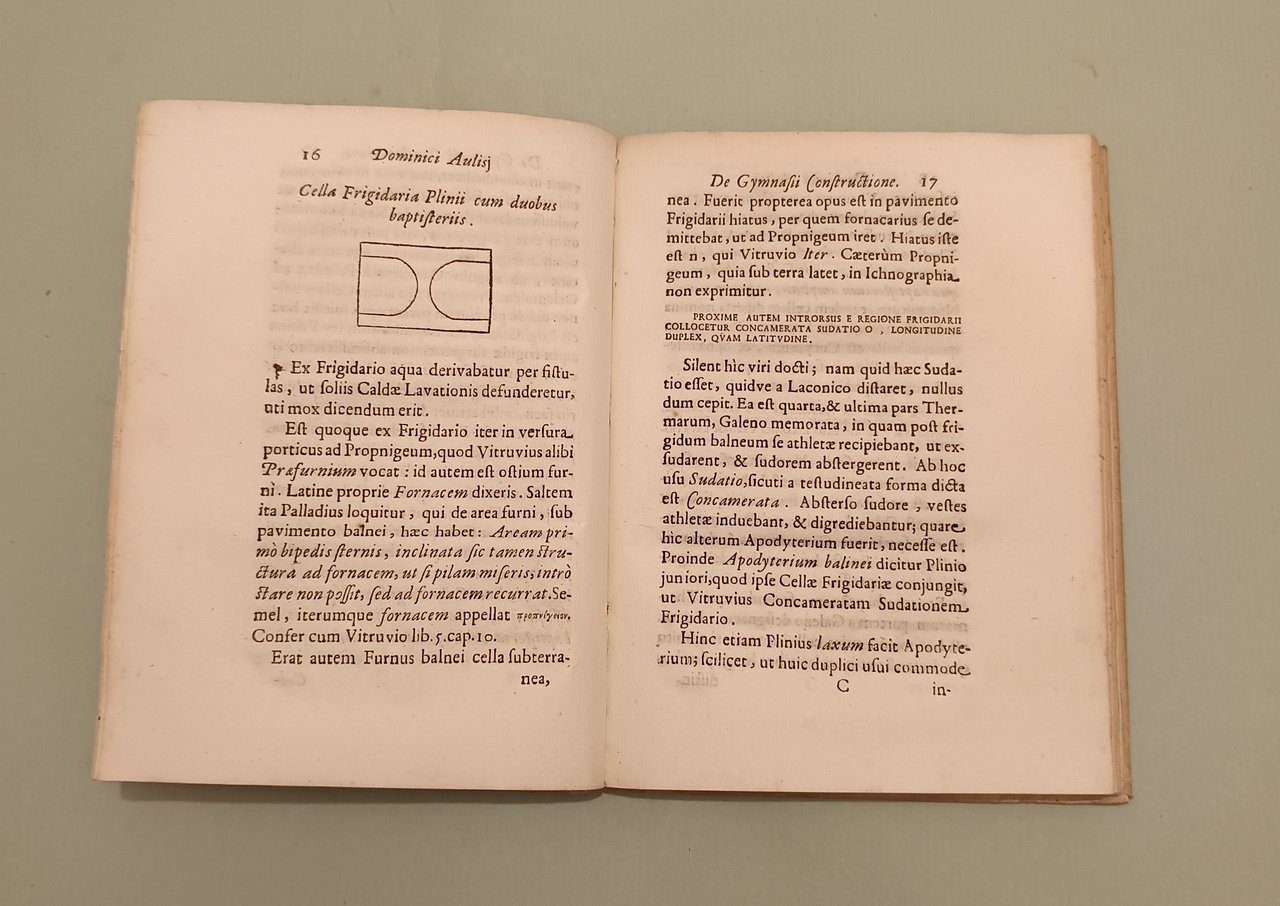 16 Dominici Aulisj
Cella Frigidaria Plinii cum duobus
baptiſteriis.
Ex Frigidario aqua derivabatur per fiſtu-
las, ut ſoliis Caldæ Lavationis defunderetur,
uti mox dicendum erit.
Eſt quoque ex Frigidario iter in verſura
porticus ad Propnigeum, quod Vitruvius alibi
Præfurnium vocat: id autem eſt oſtium fur-
ni. Latine proprie Fornacem dixeris. Saltem
ita Palladius loquitur, qui de area furni, ſub
pavimento balnei, hæc habet: Aream pri-
mò bipedis ſternis, inclinata ſic tamen ſtru-
ctura ad fornacem, ut ſi pilam miſeris, intrò
ſtare non poſſit, ſed ad fornacem recurrat. Se-
mel, iterumque fornacem appellat προπνίγειον.
Confer cum Vitruvio lib. 5. cap. 10.
Erat autem Furnus balnei cella ſubterra-
nea,
De Gymnaſii Conſtructione. 17
nea. Fuerit propterea opus eſt in pavimento
Frigidarii hiatus, per quem fornacarius ſe de-
mittebat, ut ad Propnigeum iret. Hiatus iſte
eſt n, qui Vitruvio Iter. Cæterùm Propni-
geum, quia ſub terra latet, in Ichnographia
non exprimitur.
PROXIME AUTEM INTRORSUS E REGIONE FRIGIDARII
COLLOCETUR CONCAMERATA SUDATIO O, LONGITUDINE
DUPLEX, QVAM LATITVDINE.
Silent hìc viri docti; nam quid hæc Suda-
tio eſſet, quidve a Laconico diſtaret, nullus
dum cepit. Ea eſt quarta, & ultima pars Ther-
marum, Galeno memorata, in quam poſt fri-
gidum balneum ſe athletæ recipiebant, ut ex-
ſudarent, & ſudorem abſtergerent. Ab hoc
uſu Sudatio, ſicuti a teſtudineata forma dicta
eſt Concamerata. Abſterſo ſudore, veſtes
athletæ induebant, & digrediebantur; quare
hìc alterum Apodyterium fuerit, neceſſe eſt.
Proinde Apodyterium balinei dicitur Plinio
juniori, quod ipſe Cellæ Frigidariæ conjungit,
ut Vitruvius Concameratam Sudationem
Frigidario.
Hinc etiam Plinius laxum facit Apodyte-
rium; ſcilicet, ut huic duplici uſui commode
C in-